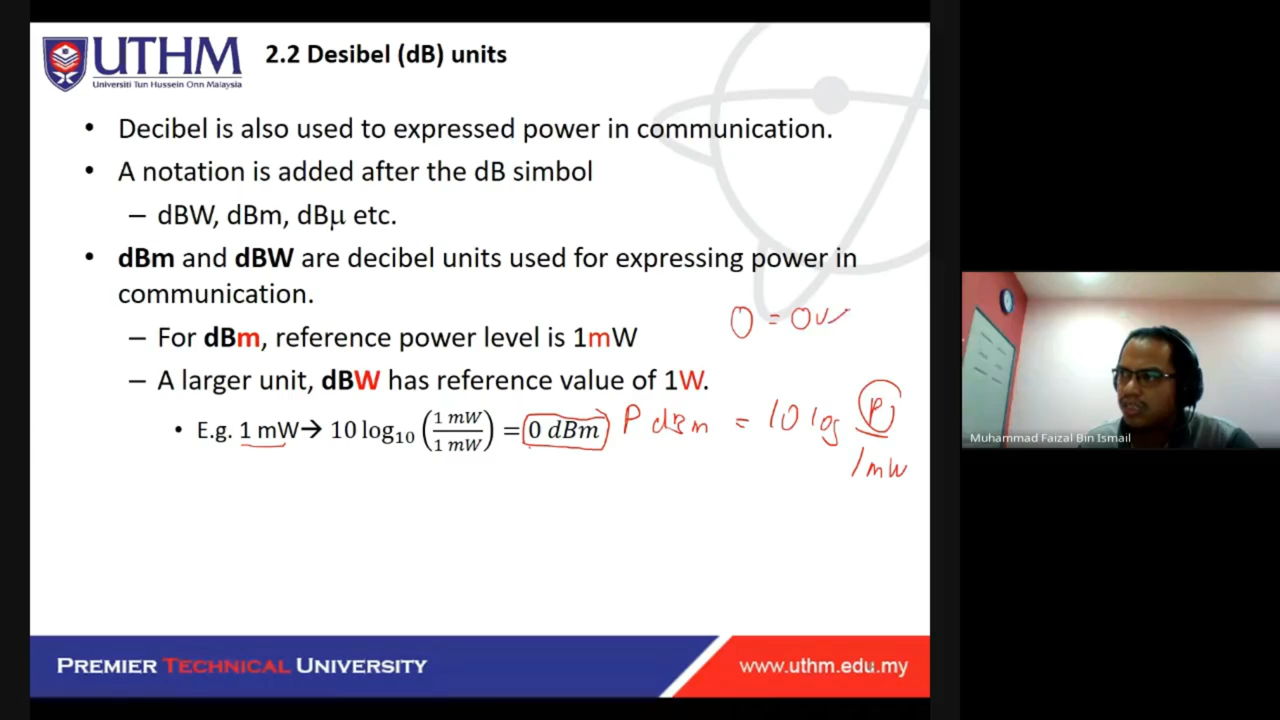 UTHM
Universiti Tun Hussein Onn Malaysia
2.2 Desibel (dB) units
• Decibel is also used to expressed power in communication.
• A notation is added after the dB simbol
– dBW, dBm, dBµ etc.
• dBm and dBW are decibel units used for expressing power in
communication.
– For dBm, reference power level is 1mW
– A larger unit, dBW has reference value of 1W.
• E.g. 1 mW→ 10 log₁₀ (1 mW / 1 mW) = 0 dBm
0 = 0
P dBm = 10 log P / 1mW
Muhammad Faizal Bin Ismail
PREMIER TECHNICAL UNIVERSITY
www.uthm.edu.my